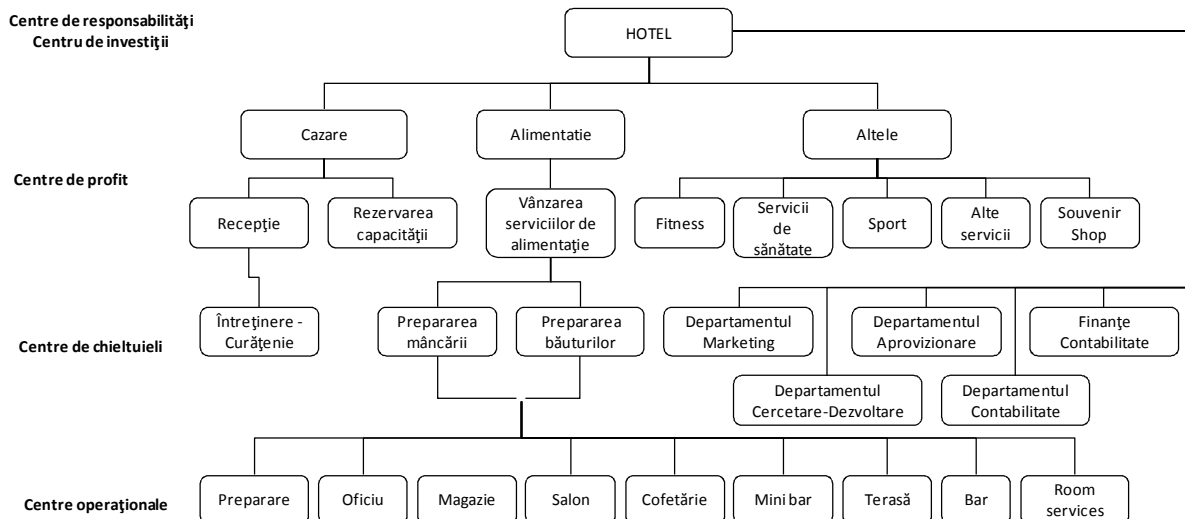 Centre de responsabilităţi
Centru de investiţii
HOTEL
Cazare
Alimentatie
Altele
Centre de profit
Recepţie
Rezervarea
capacităţii
Vânzarea
serviciilor de
alimentaţie
Fitness
Servicii
de
sănătate
Sport
Alte
servicii
Souvenir
Shop
Centre de chieltuieli
Întreţinere -
Curăţenie
Prepararea
mâncării
Prepararea
băuturilor
Departamentul
Marketing
Departamentul
Aprovizionare
Finanţe
Contabilitate
Departamentul
Cercetare-Dezvoltare
Departamentul
Contabilitate
Centre operaţionale
Preparare
Oficiu
Magazie
Salon
Cofetărie
Mini bar
Terasă
Bar
Room
services